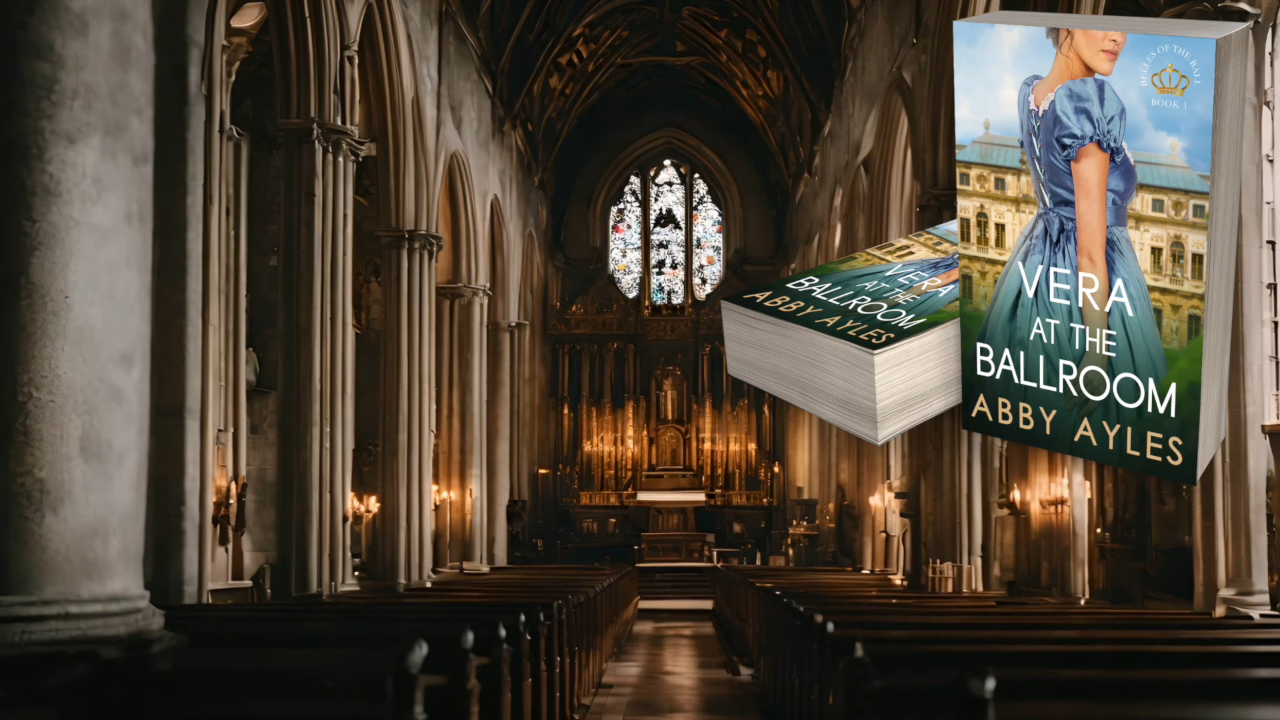 BELLES OF THE BALL
BOOK 1
VERA
AT THE
BALLROOM
ABBY AYLES
VERA
AT THE
BALLROOM
ABBY AYLES